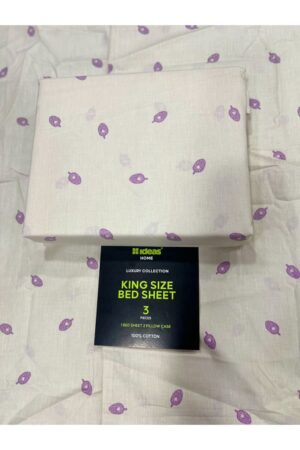 ideas
HOME
LUXURY COLLECTION
KING SIZE
BED SHEET
3
PIECES
1 BED SHEET 2 PILLOW CASE
100% COTTON